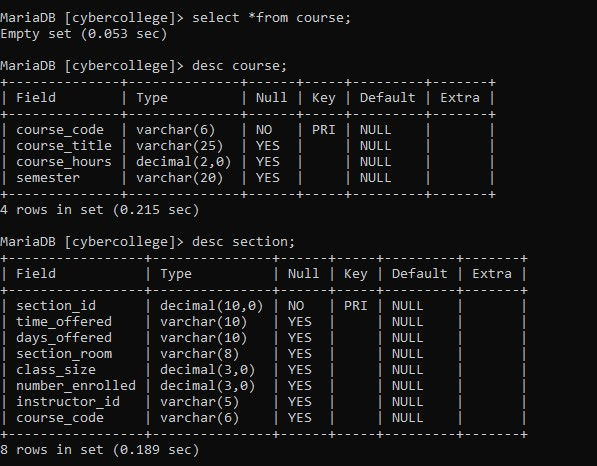 MariaDB [cybercollege]> select *from course;
Empty set (0.053 sec)
MariaDB [cybercollege]> desc course;
+--------------+--------------+------+-----+---------+-------+
| Field        | Type         | Null | Key | Default | Extra |
+--------------+--------------+------+-----+---------+-------+
| course_code  | varchar(6)   | NO   | PRI | NULL    |       |
| course_title | varchar(25)  | YES  |     | NULL    |       |
| course_hours | decimal(2,0) | YES  |     | NULL    |       |
| semester     | varchar(20)  | YES  |     | NULL    |       |
+--------------+--------------+------+-----+---------+-------+
4 rows in set (0.215 sec)
MariaDB [cybercollege]> desc section;
+-----------------+---------------+------+-----+---------+-------+
| Field           | Type          | Null | Key | Default | Extra |
+-----------------+---------------+------+-----+---------+-------+
| section_id      | decimal(10,0) | NO   | PRI | NULL    |       |
| time_offered    | varchar(10)   | YES  |     | NULL    |       |
| days_offered    | varchar(10)   | YES  |     | NULL    |       |
| section_room    | varchar(8)    | YES  |     | NULL    |       |
| class_size      | decimal(3,0)  | YES  |     | NULL    |       |
| number_enrolled | decimal(3,0)  | YES  |     | NULL    |       |
| instructor_id   | varchar(5)    | YES  |     | NULL    |       |
| course_code     | varchar(6)    | YES  |     | NULL    |       |
+-----------------+---------------+------+-----+---------+-------+
8 rows in set (0.189 sec)